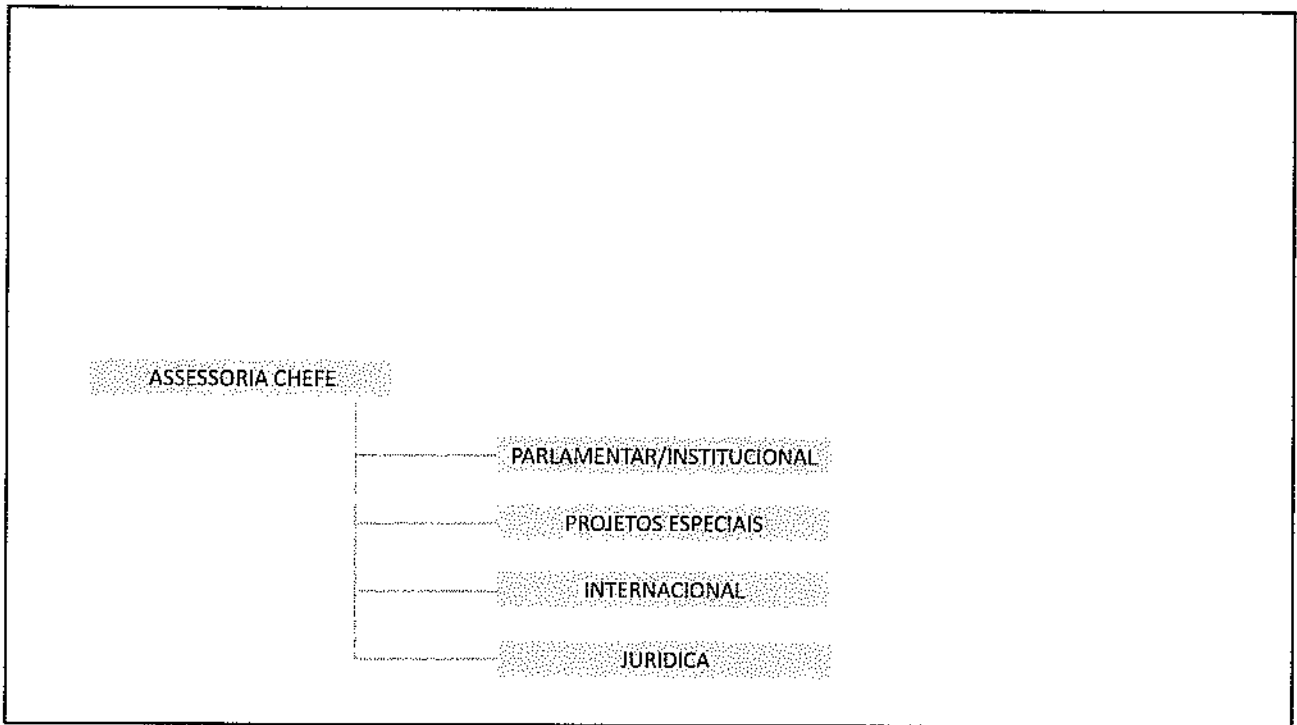 ASSESSORIA CHEFE
PARLAMENTAR/INSTITUCIONAL
PROJETOS ESPECIAIS
INTERNACIONAL
JURIDICA